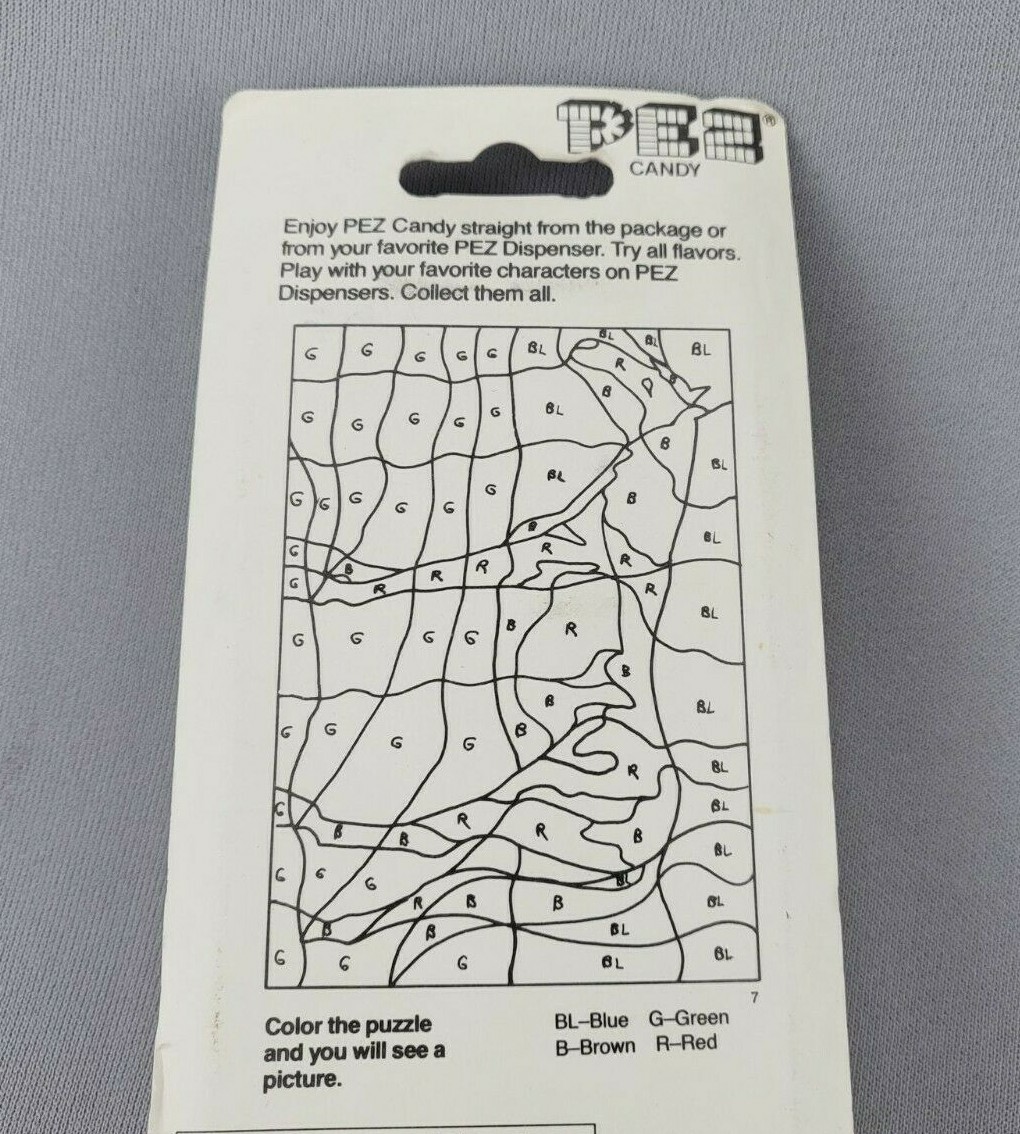 PEZ®
CANDY
Enjoy PEZ Candy straight from the package or
from your favorite PEZ Dispenser. Try all flavors.
Play with your favorite characters on PEZ
Dispensers. Collect them all.
G G G G G BL BL BL BL
R B
G G G G G BL B
B BL
G G G G G G BL B
B BL
G B R R R R R
G R R BL
G G G G B R B
G G G G B B BL
R BL
G B B R R B BL
BL
G G G BL
R B B BL
B B BL
G G G BL BL
7
Color the puzzle
and you will see a
picture.
BL–Blue G–Green
B–Brown R–Red